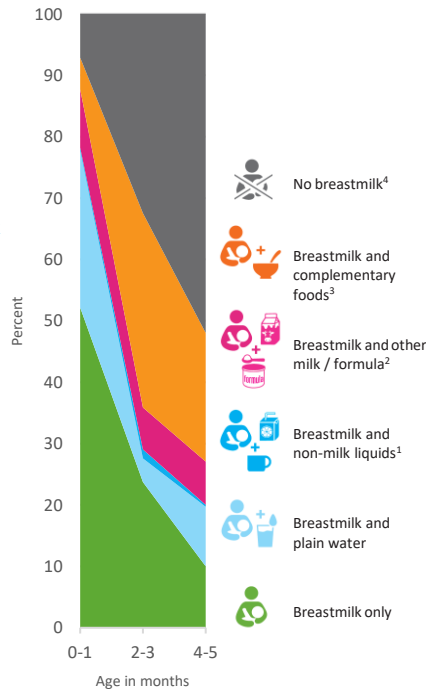 100
90
80
70
60
50
40
30
20
10
0
Percent
0-1
2-3
4-5
Age in months
No breastmilk4
+
Breastmilk and
complementary
foods3
+
formula
Breastmilk and other
milk / formula2
+
Breastmilk and
non-milk liquids1
+
Breastmilk and
plain water
Breastmilk only